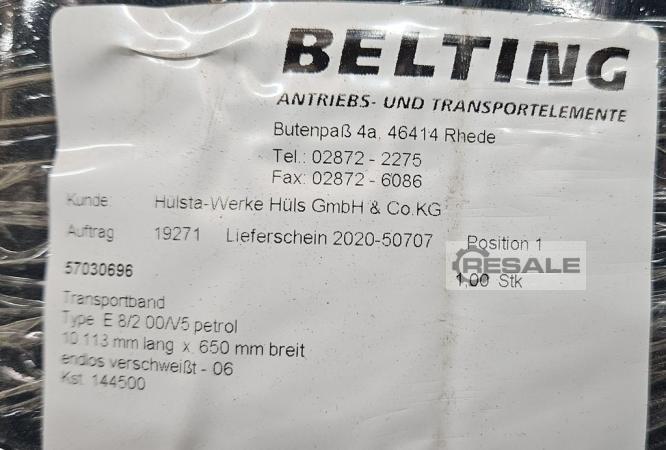 BELTING
ANTRIEBS- UND TRANSPORTELEMENTE
Butenpaß 4a, 46414 Rhede
Tel.: 02872 - 2275
Fax: 02872 - 6086
Kunde Hülsta-Werke Hüls GmbH & Co.KG
Auftrag 19271 Lieferschein 2020-50707 Position 1
RESALE
57030696 1,00 Stk
Transportband
Type E 8/2 00/V5 petrol
10.113 mm lang x 650 mm breit
endlos verschweißt - 06
Kst. 144500